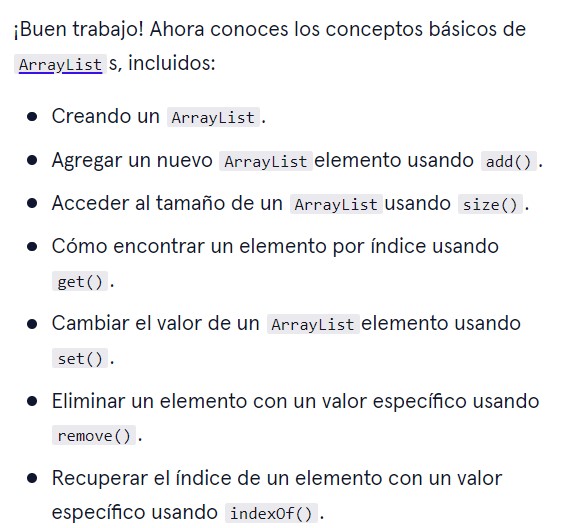 ¡Buen trabajo! Ahora conoces los conceptos básicos de
ArrayList s, incluidos:
Creando un ArrayList.
Agregar un nuevo ArrayList elemento usando add().
Acceder al tamaño de un ArrayList usando size().
Cómo encontrar un elemento por índice usando
get().
Cambiar el valor de un ArrayList elemento usando
set().
Eliminar un elemento con un valor específico usando
remove().
Recuperar el índice de un elemento con un valor
específico usando indexOf().